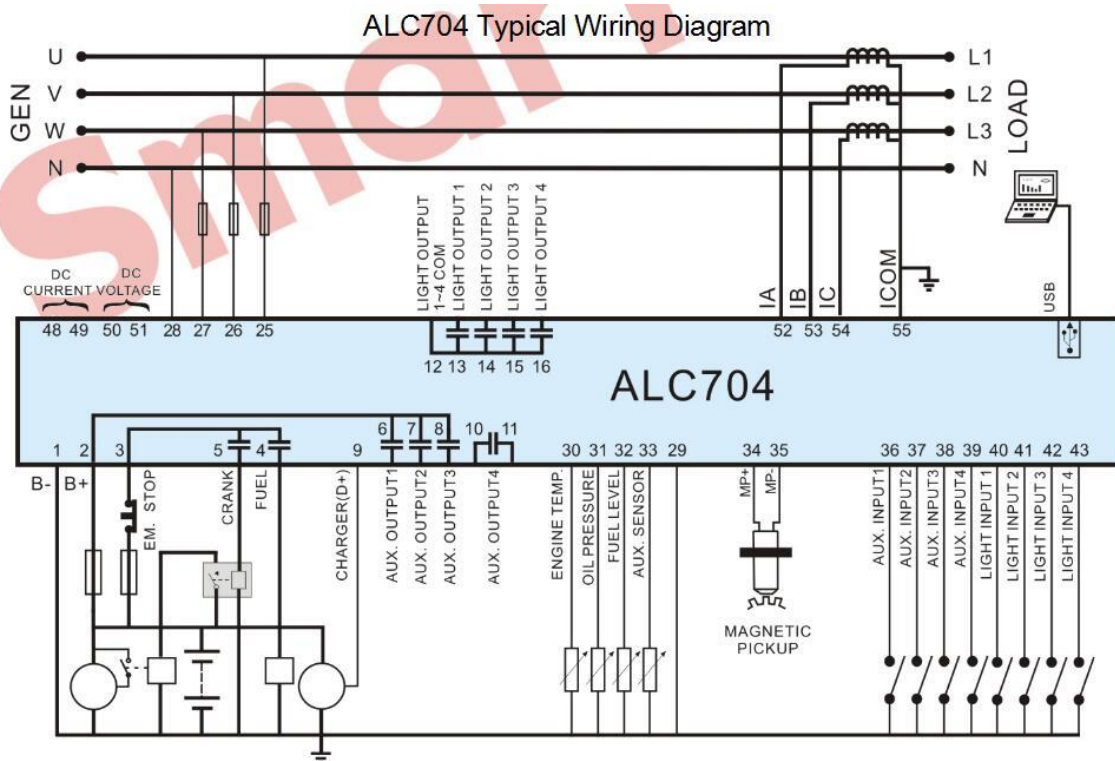 ALC704 Typical Wiring Diagram
Smar
GEN
U
V
W
N
L1
L2
L3
N
LOAD
LIGHT OUTPUT
1~4 COM
LIGHT OUTPUT 1
LIGHT OUTPUT 2
LIGHT OUTPUT 3
LIGHT OUTPUT 4
DC
CURRENT
DC
VOLTAGE
IA
IB
IC
ICOM
USB
48 49 50 51 28 27 26 25
52 53 54 55
12 13 14 15 16
ALC704
1 2 3 5 4 9 6 7 8 10 11 30 31 32 33 29 34 35 36 37 38 39 40 41 42 43
B-
B+
EM. STOP
CRANK
FUEL
CHARGER(D+)
AUX. OUTPUT1
AUX. OUTPUT2
AUX. OUTPUT3
AUX. OUTPUT4
ENGINE TEMP.
OIL PRESSURE
FUEL LEVEL
AUX. SENSOR
MP+
MP-
MAGNETIC
PICKUP
AUX. INPUT1
AUX. INPUT2
AUX. INPUT3
AUX. INPUT4
LIGHT INPUT 1
LIGHT INPUT 2
LIGHT INPUT 3
LIGHT INPUT 4